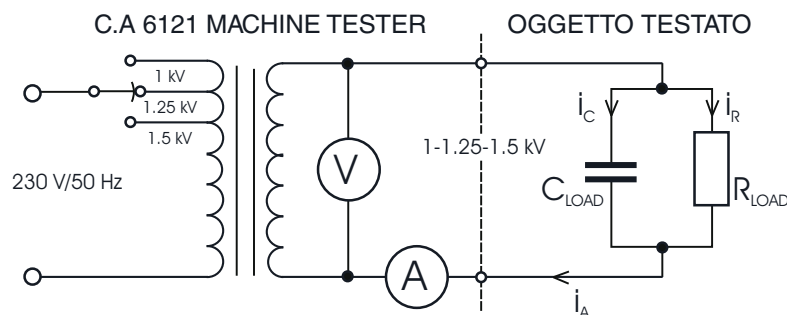 C.A 6121 MACHINE TESTER
OGGETTO TESTATO
1 kV
1.25 kV
1.5 kV
230 V/50 Hz
V
A
1-1.25-1.5 kV
iC
iR
CLOAD
RLOAD
iA